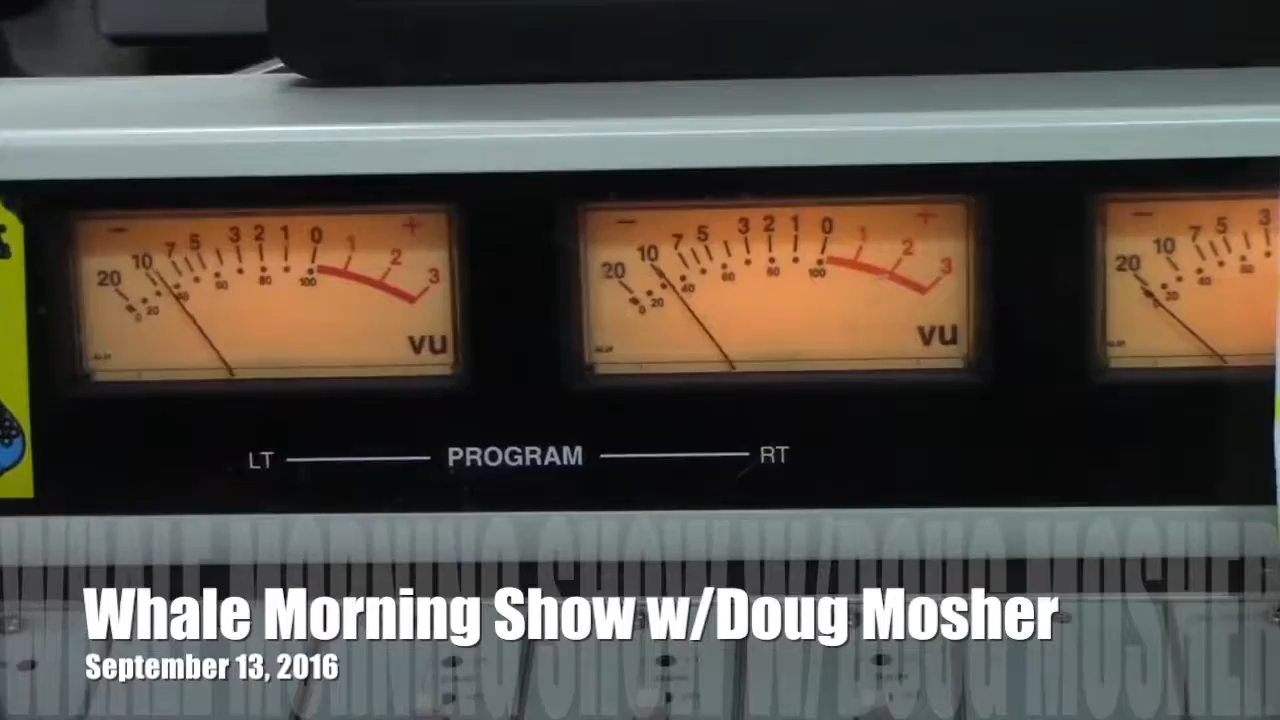 − +
20 10 7 5 3 2 1 0 1 2 3
0 20 40 60 80 100
vu
− +
20 10 7 5 3 2 1 0 1 2 3
0 20 40 60 80 100
vu
−
20 10 7 5 3
20 40 60
LT PROGRAM RT
WHALE MORNING SHOW W/DOUG MOSHER
Whale Morning Show w/Doug Mosher
September 13, 2016